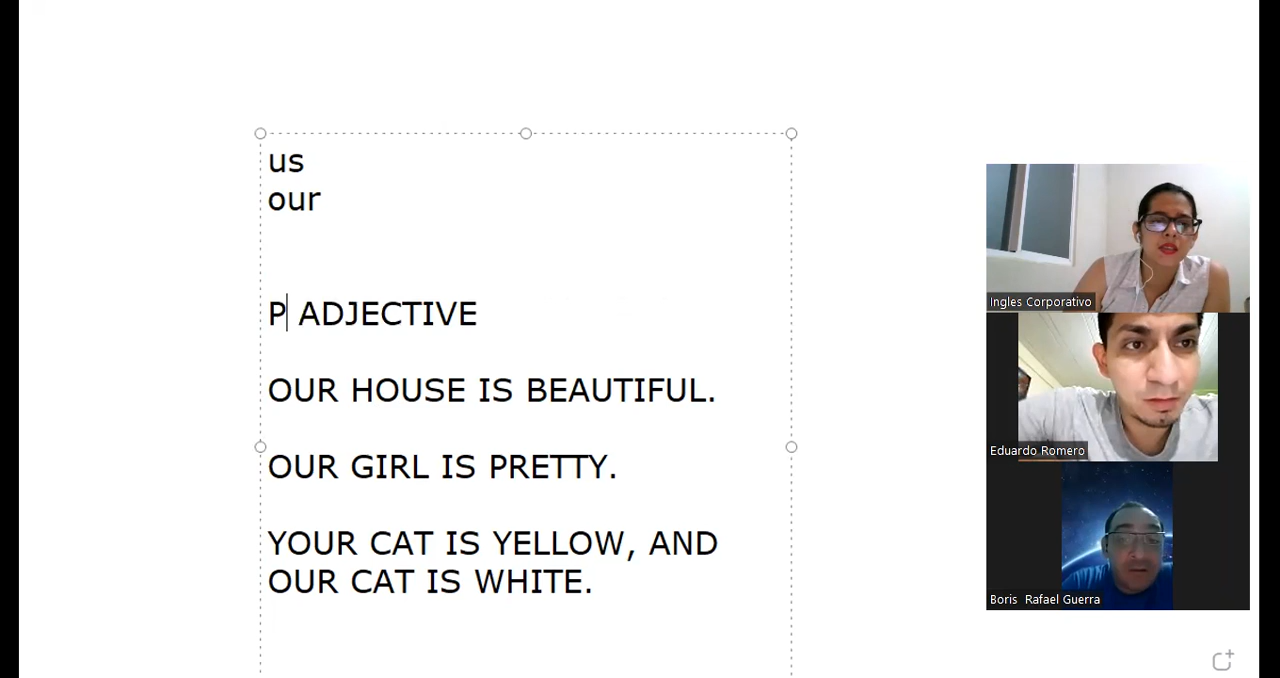 us
our
P ADJECTIVE
OUR HOUSE IS BEAUTIFUL.
OUR GIRL IS PRETTY.
YOUR CAT IS YELLOW, AND
OUR CAT IS WHITE.
Ingles Corporativo
Eduardo Romero
Boris Rafael Guerra